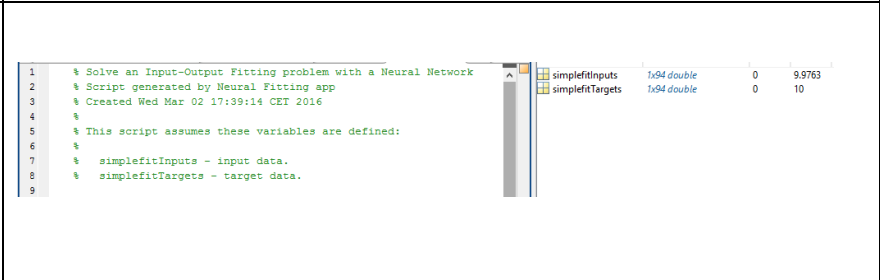 1 % Solve an Input-Output Fitting problem with a Neural Network
2 % Script generated by Neural Fitting app
3 % Created Wed Mar 02 17:39:14 CET 2016
4 %
5 % This script assumes these variables are defined:
6 %
7 %   simplefitInputs - input data.
8 %   simplefitTargets - target data.
9
simplefitInputs 1x94 double 0 9.9763
simplefitTargets 1x94 double 0 10